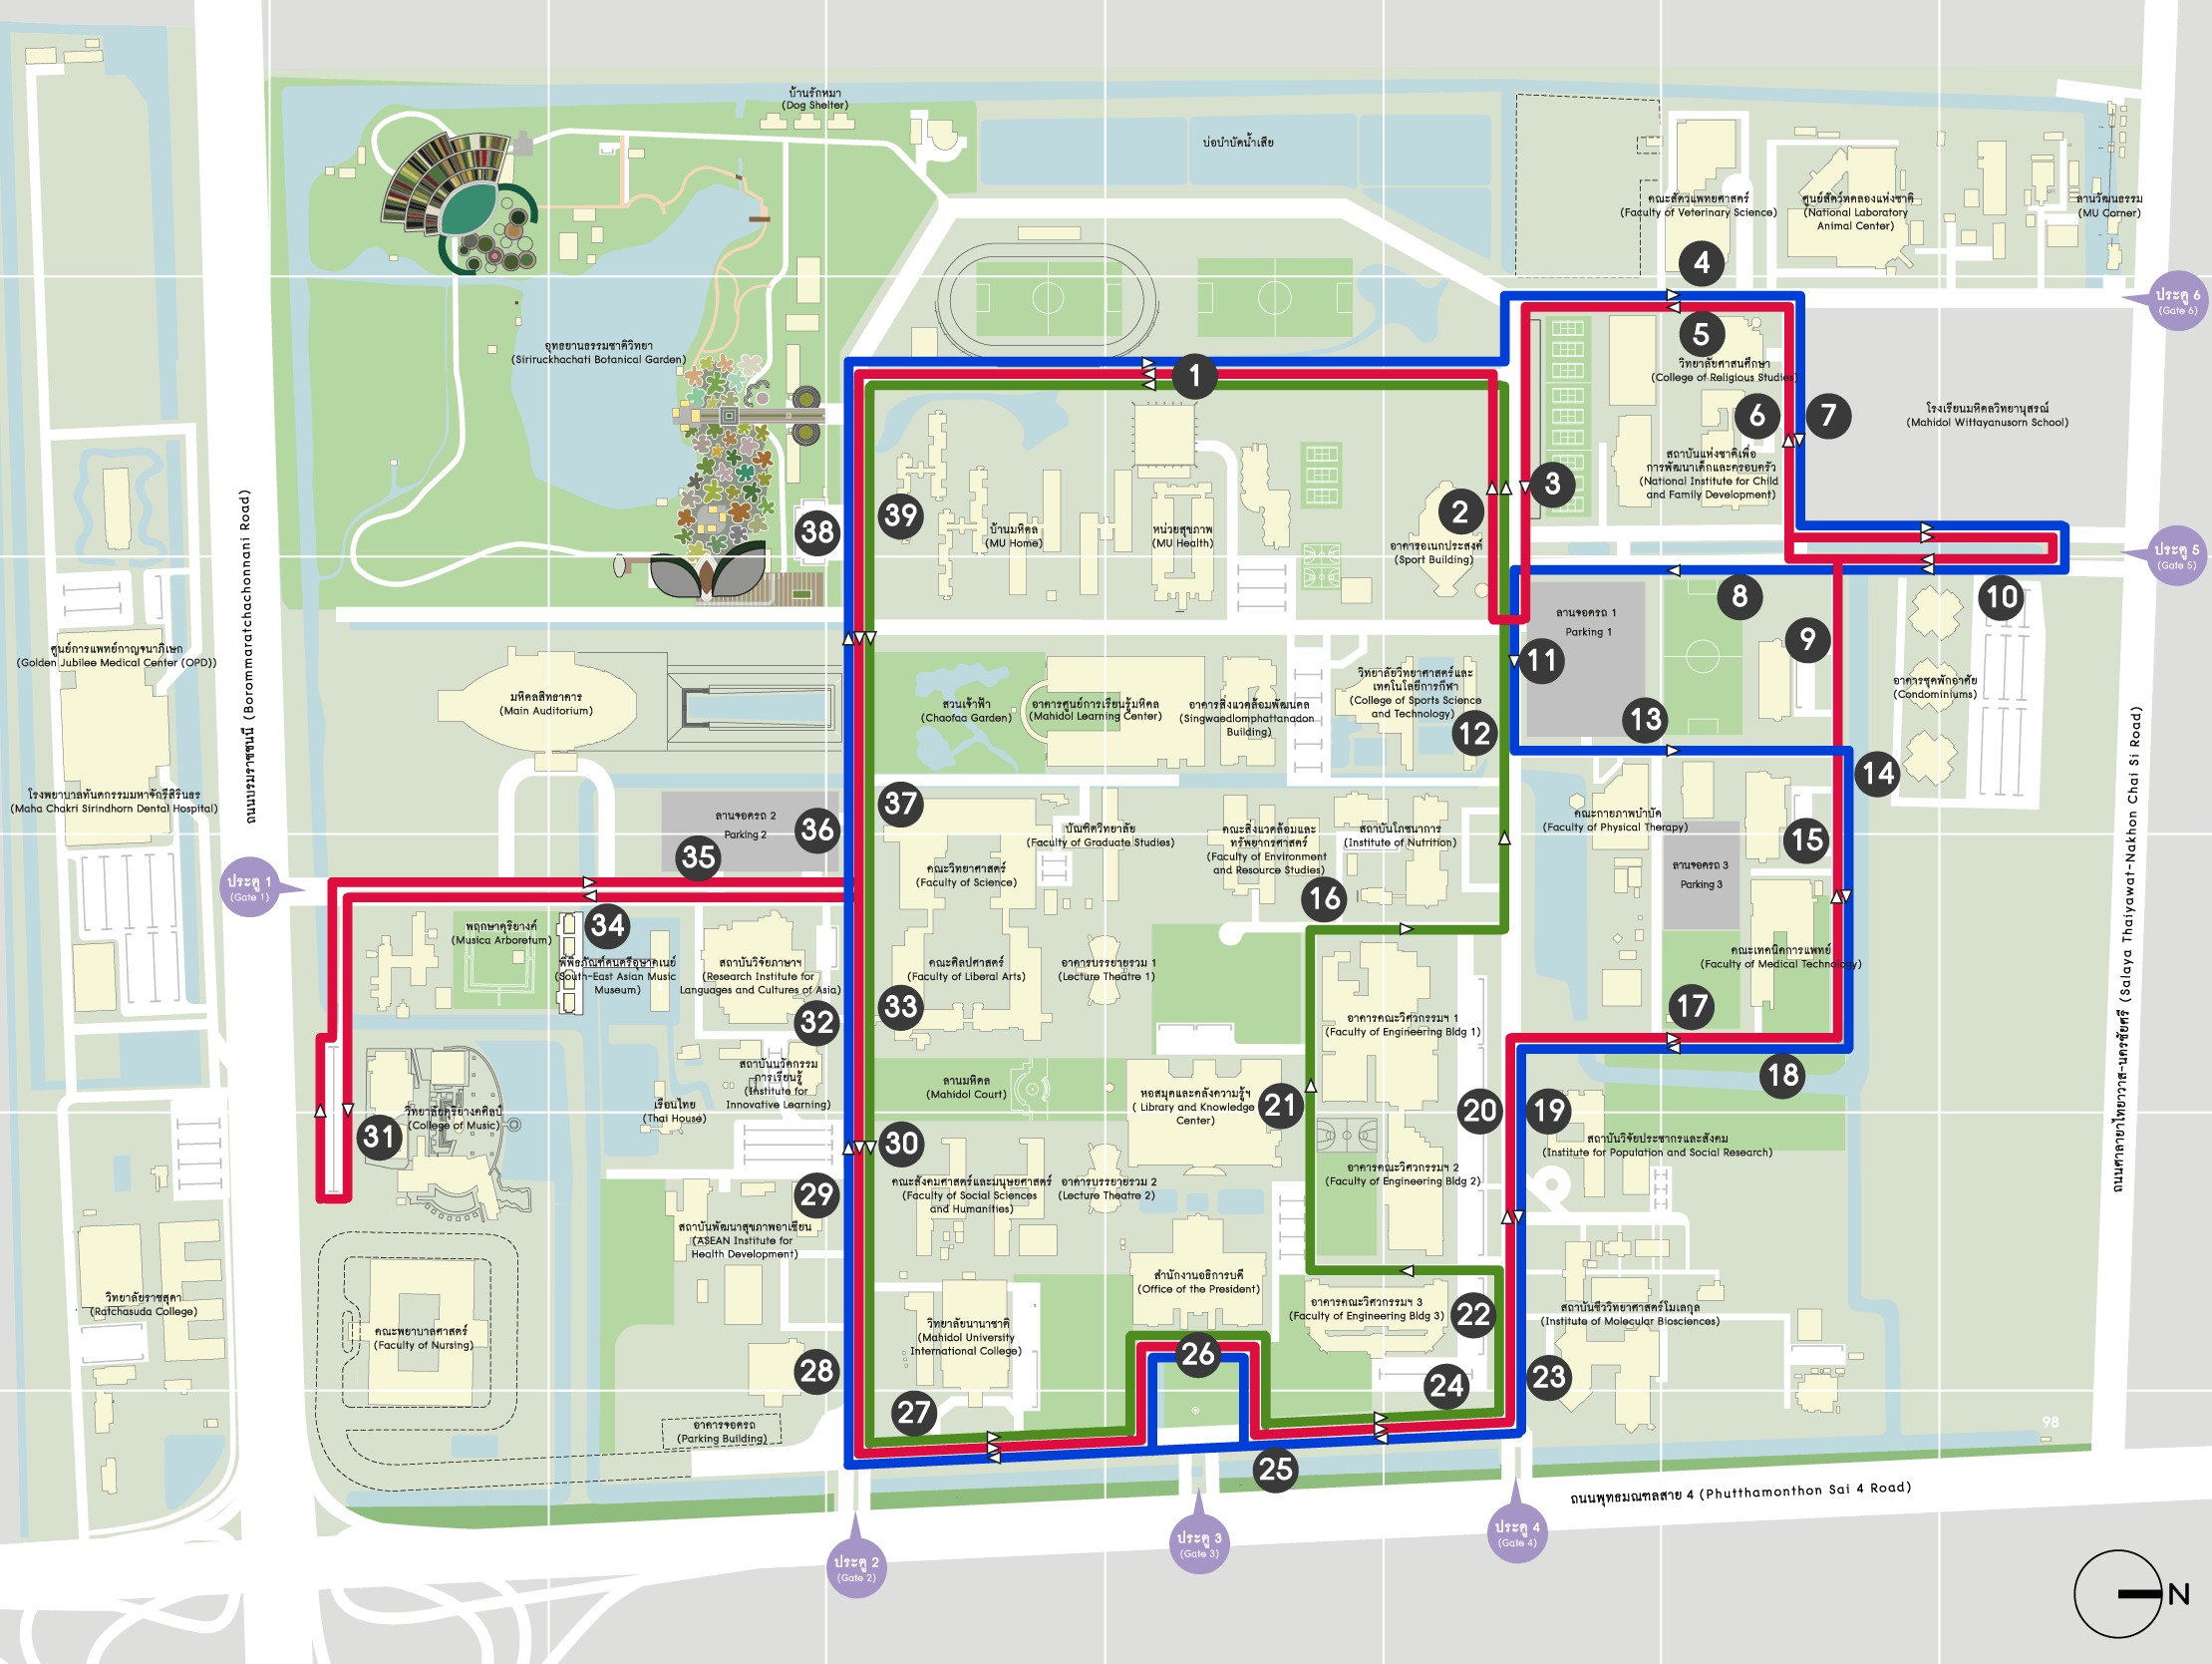 บ้านรักหมา
(Dog Shelter)
บ่อบำบัดน้ำเสีย
คณะสัตวแพทยศาสตร์
(Faculty of Veterinary Science)
ศูนย์สัตว์ทดลองแห่งชาติ
(National Laboratory
Animal Center)
ลานวัฒนธรรม
(MU Corner)
4
ประตู 6
(Gate 6)
อุทยานธรรมชาติวิทยา
(Siriruckhachati Botanical Garden)
5
วิทยาลัยศาสนศึกษา
(College of Religious Studies)
1
6
7
โรงเรียนมหิดลวิทยานุสรณ์
(Mahidol Wittayanusorn School)
สถาบันแห่งชาติเพื่อ
การพัฒนาเด็กและครอบครัว
(National Institute for Child
and Family Development)
3
2
39
38
บ้านมหิดล
(MU Home)
หน่วยสุขภาพ
(MU Health)
อาคารอเนกประสงค์
(Sport Building)
ประตู 5
(Gate 5)
ถนนบรมราชชนนี (Borommaratchachonnani Road)
8
10
ลานจอดรถ 1
Parking 1
9
11
ศูนย์การแพทย์กาญจนาภิเษก
(Golden Jubilee Medical Center (OPD))
มหิดลสิทธาคาร
(Main Auditorium)
สวนเจ้าฟ้า
(Chaofaa Garden)
อาคารศูนย์การเรียนรู้มหิดล
(Mahidol Learning Center)
อาคารสิ่งแวดล้อมพัฒนดล
(Singwaedlomphattanadon
Building)
วิทยาลัยวิทยาศาสตร์และ
เทคโนโลยีการกีฬา
(College of Sports Science
and Technology)
12
13
อาคารชุดพักอาศัย
(Condominiums)
ถนนศาลายาไทยาวาส-นครชัยศรี (Salaya Thaiyawat-Nakhon Chai Si Road)
14
โรงพยาบาลทันตกรรมมหาจักรีสิรินธร
(Maha Chakri Sirindhorn Dental Hospital)
ลานจอดรถ 2
Parking 2
36
37
35
บัณฑิตวิทยาลัย
(Faculty of Graduate Studies)
คณะสิ่งแวดล้อมและ
ทรัพยากรศาสตร์
(Faculty of Environment
and Resource Studies)
สถาบันโภชนาการ
(Institute of Nutrition)
คณะกายภาพบำบัด
(Faculty of Physical Therapy)
15
ลานจอดรถ 3
Parking 3
คณะวิทยาศาสตร์
(Faculty of Science)
ประตู 1
(Gate 1)
16
34
พฤกษาดุริยางค์
(Musica Arboretum)
พิพิธภัณฑ์ดนตรีอุษาคเนย์
(South-East Asian Music
Museum)
สถาบันวิจัยภาษาฯ
(Research Institute for
Languages and Cultures of Asia)
คณะศิลปศาสตร์
(Faculty of Liberal Arts)
อาคารบรรยายรวม 1
(Lecture Theatre 1)
คณะเทคนิคการแพทย์
(Faculty of Medical Technology)
33
32
17
อาคารคณะวิศวกรรมฯ 1
(Faculty of Engineering Bldg 1)
สถาบันนวัตกรรม
การเรียนรู้
(Institute for
Innovative Learning)
ลานมหิดล
(Mahidol Court)
หอสมุดและคลังความรู้ฯ
( Library and Knowledge
Center)
21
20
19
18
เรือนไทย
(Thai House)
วิทยาลัยดุริยางคศิลป์
(College of Music)
31
30
สถาบันวิจัยประชากรและสังคม
(Institute for Population and Social Research)
อาคารคณะวิศวกรรมฯ 2
(Faculty of Engineering Bldg 2)
คณะสังคมศาสตร์และมนุษยศาสตร์
(Faculty of Social Sciences
and Humanities)
อาคารบรรยายรวม 2
(Lecture Theatre 2)
29
สถาบันพัฒนาสุขภาพอาเซียน
(ASEAN Institute for
Health Development)
สำนักงานอธิการบดี
(Office of the President)
วิทยาลัยราชสุดา
(Ratchasuda College)
คณะพยาบาลศาสตร์
(Faculty of Nursing)
วิทยาลัยนานาชาติ
(Mahidol University
International College)
อาคารคณะวิศวกรรมฯ 3
(Faculty of Engineering Bldg 3)
22
สถาบันชีววิทยาศาสตร์โมเลกุล
(Institute of Molecular Biosciences)
26
28
24
23
27
อาคารจอดรถ
(Parking Building)
25
98
ถนนพุทธมณฑลสาย 4 (Phutthamonthon Sai 4 Road)
ประตู 2
(Gate 2)
ประตู 3
(Gate 3)
ประตู 4
(Gate 4)
N